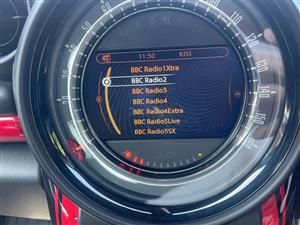 11:50 KISS
BBC Radio1Xtra
BBC Radio2
BBC Radio3
BBC Radio4
BBC Radio4Extra
BBC Radio5Live
BBC Radio5SX